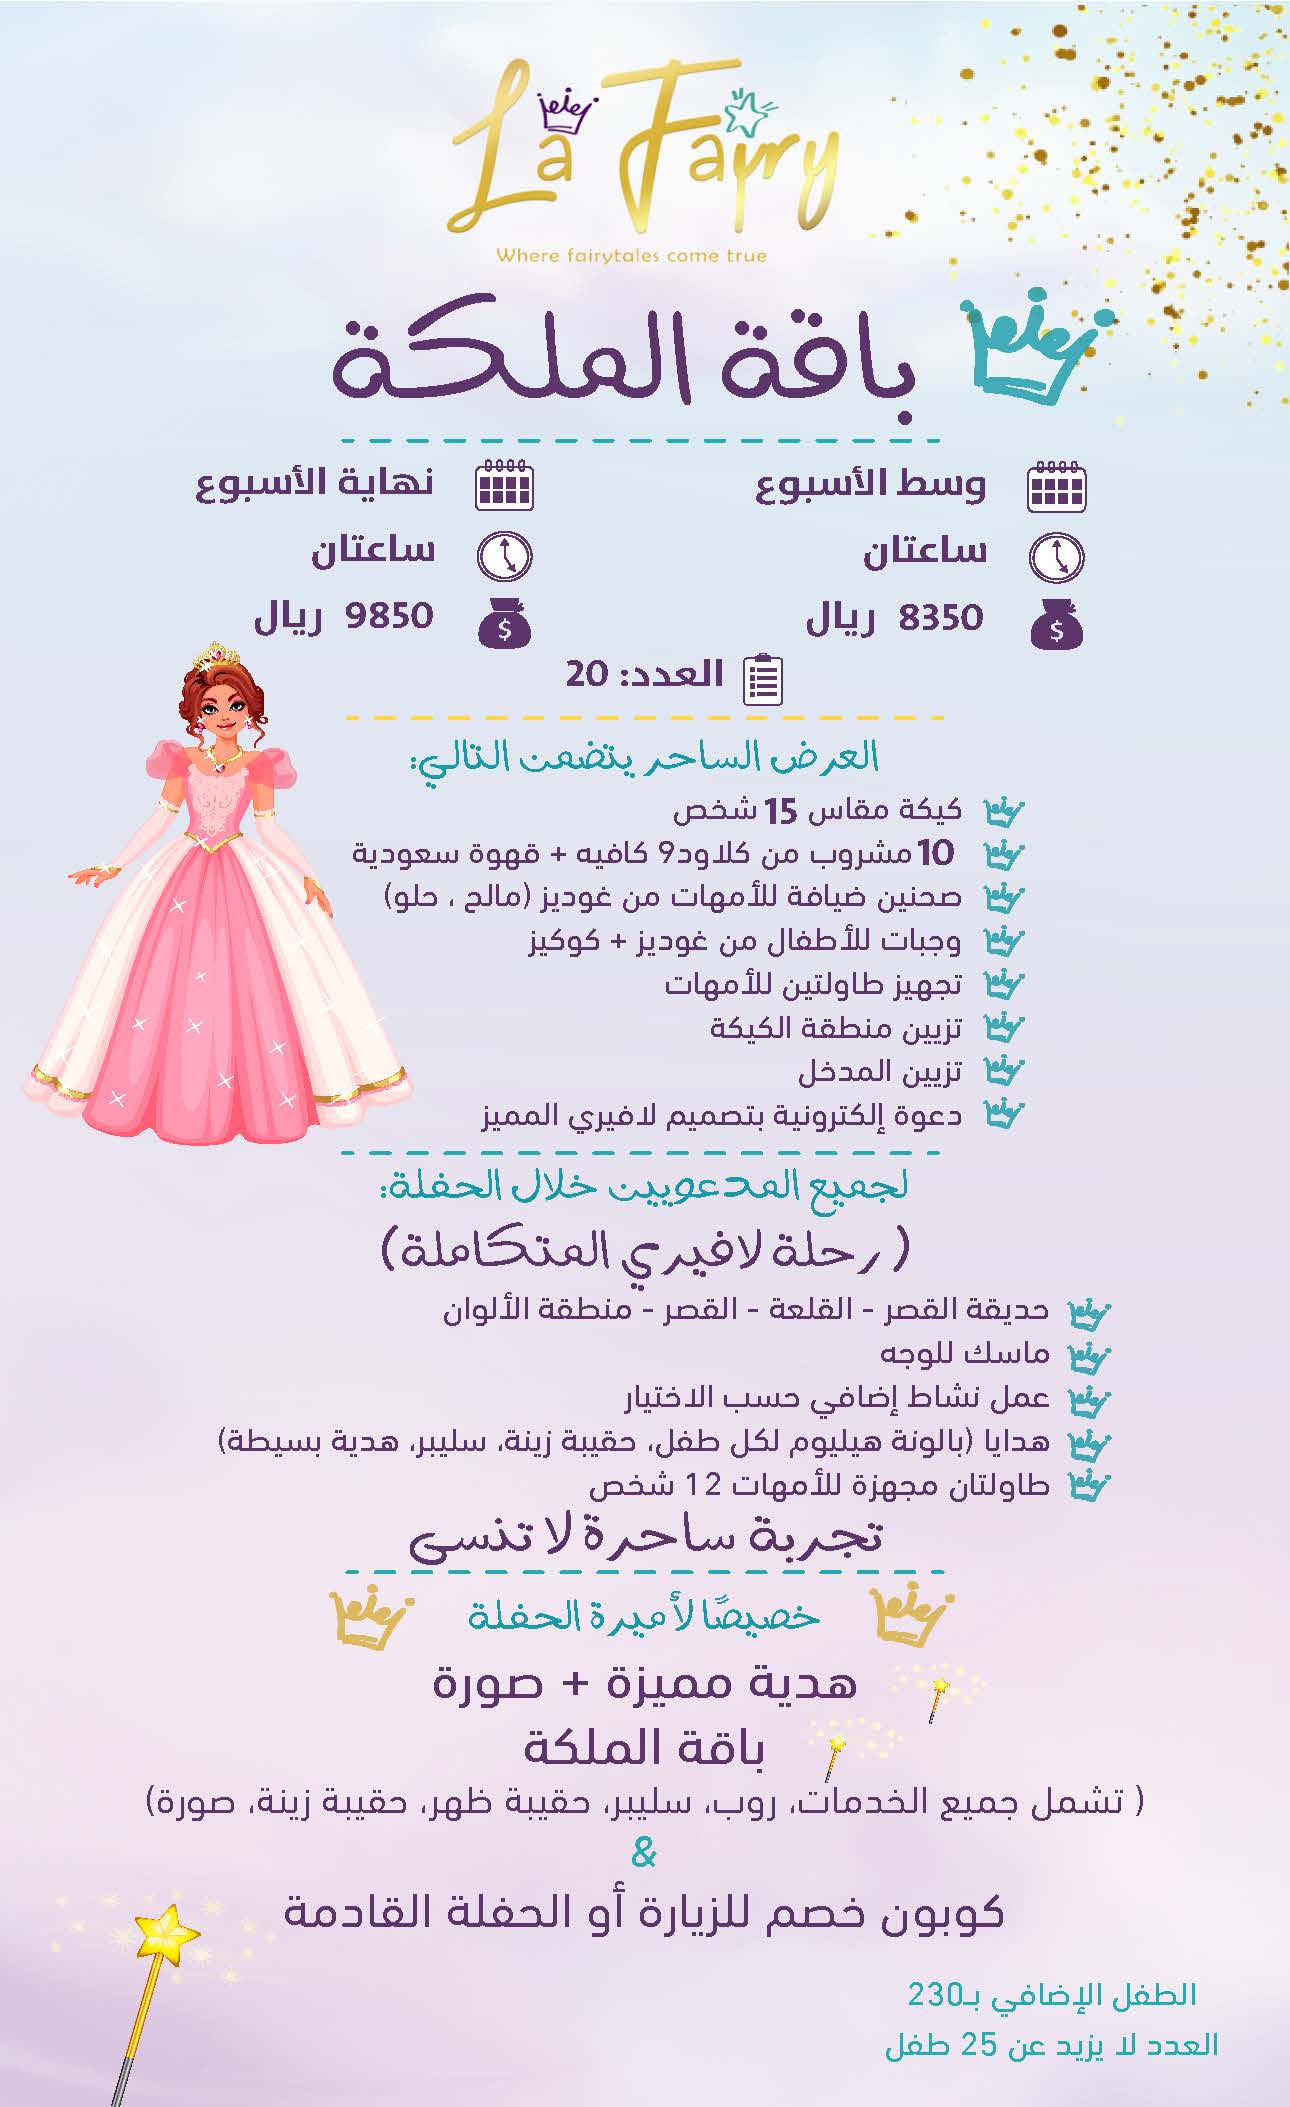 La Fairy
Where fairytales come true
باقة الملكة
وسط الأسبوع
ساعتان
8350 ريال
نهاية الأسبوع
ساعتان
9850 ريال
العدد: 20
العرض الساحر يتضمن التالي:
كيكة مقاس 15 شخص
10 مشروب من كلاود9 كافيه + قهوة سعودية
صحنين ضيافة للأمهات من غوديز (مالح ، حلو)
وجبات للأطفال من غوديز + كوكيز
تجهيز طاولتين للأمهات
تزيين منطقة الكيكة
تزيين المدخل
دعوة إلكترونية بتصميم لافيري المميز
لجميع المدعويين خلال الحفلة:
( رحلة لافيري المتكاملة)
حديقة القصر - القلعة - القصر - منطقة الألوان
ماسك للوجه
عمل نشاط إضافي حسب الاختيار
هدايا (بالونة هيليوم لكل طفل، حقيبة زينة، سليبر، هدية بسيطة)
طاولتان مجهزة للأمهات 12 شخص
تجربة ساحرة لا تنسى
خصيصًا لأميرة الحفلة
هدية مميزة + صورة
باقة الملكة
( تشمل جميع الخدمات، روب، سليبر، حقيبة ظهر، حقيبة زينة، صورة)
&
كوبون خصم للزيارة أو الحفلة القادمة
الطفل الإضافي بـ230
العدد لا يزيد عن 25 طفل